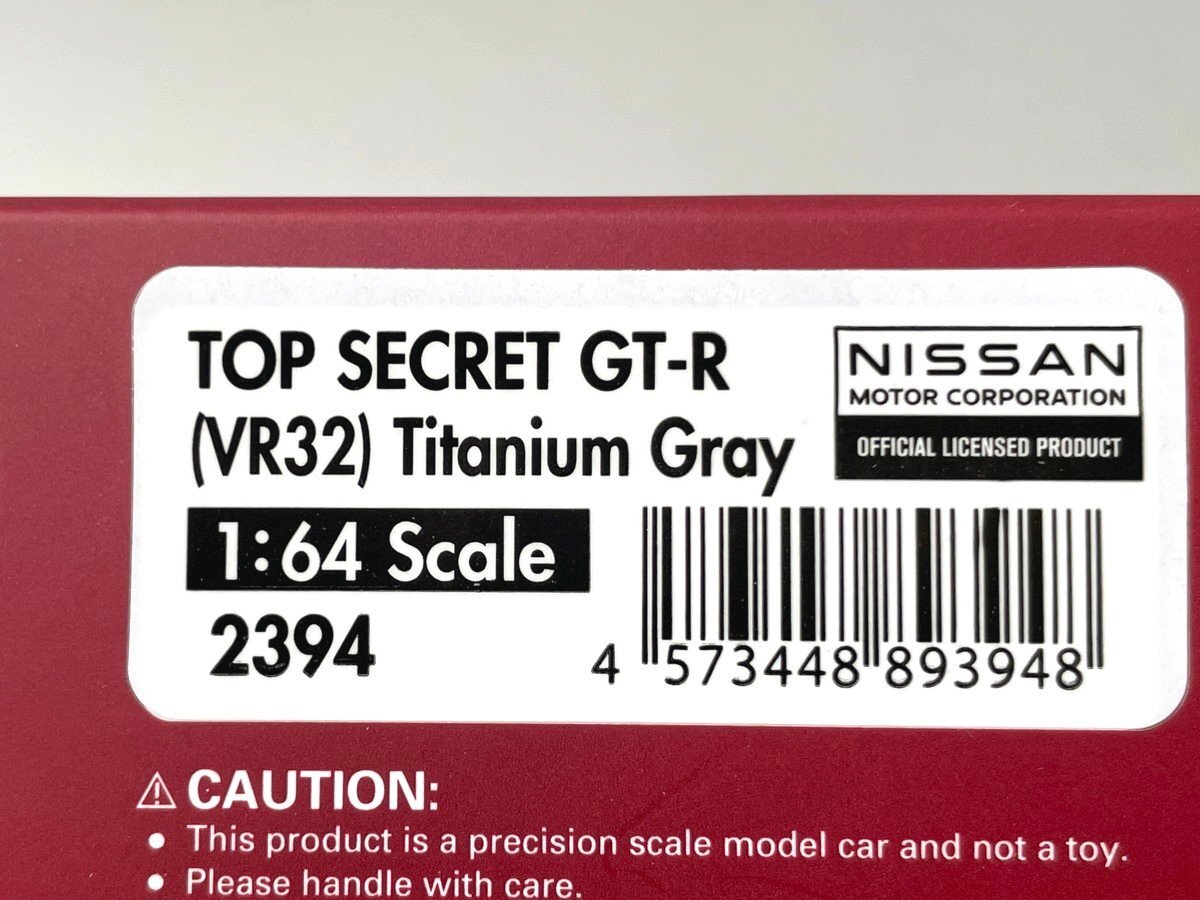 TOP SECRET GT-R
(VR32) Titanium Gray
1:64 Scale
2394
NISSAN
MOTOR CORPORATION
OFFICIAL LICENSED PRODUCT
4 573448 893948
⚠ CAUTION:
• This product is a precision scale model car and not a toy.
• Please handle with care.